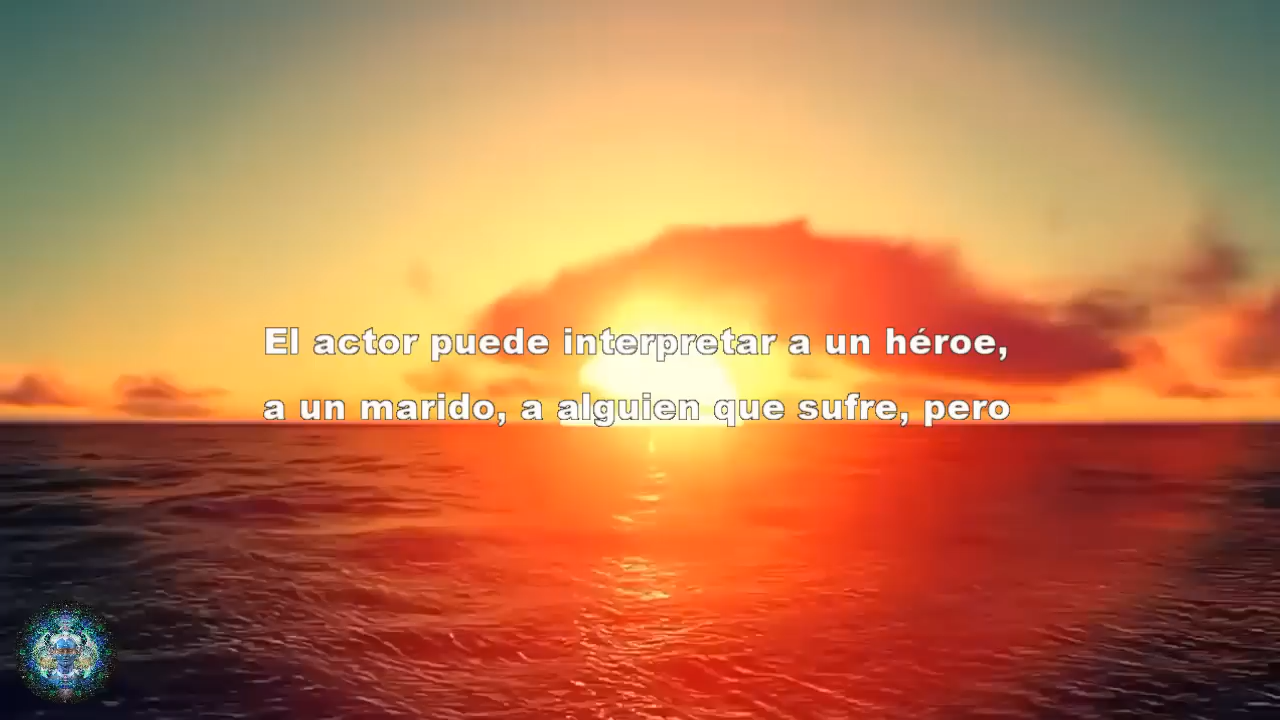 El actor puede interpretar a un héroe,
a un marido, a alguien que sufre, pero